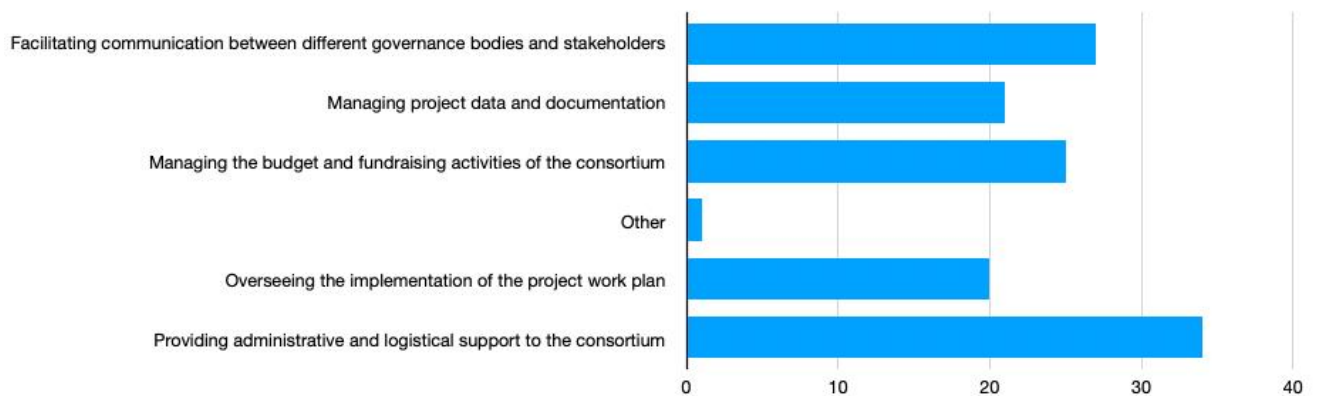 Facilitating communication between different governance bodies and stakeholders
Managing project data and documentation
Managing the budget and fundraising activities of the consortium
Other
Overseeing the implementation of the project work plan
Providing administrative and logistical support to the consortium
0 10 20 30 40